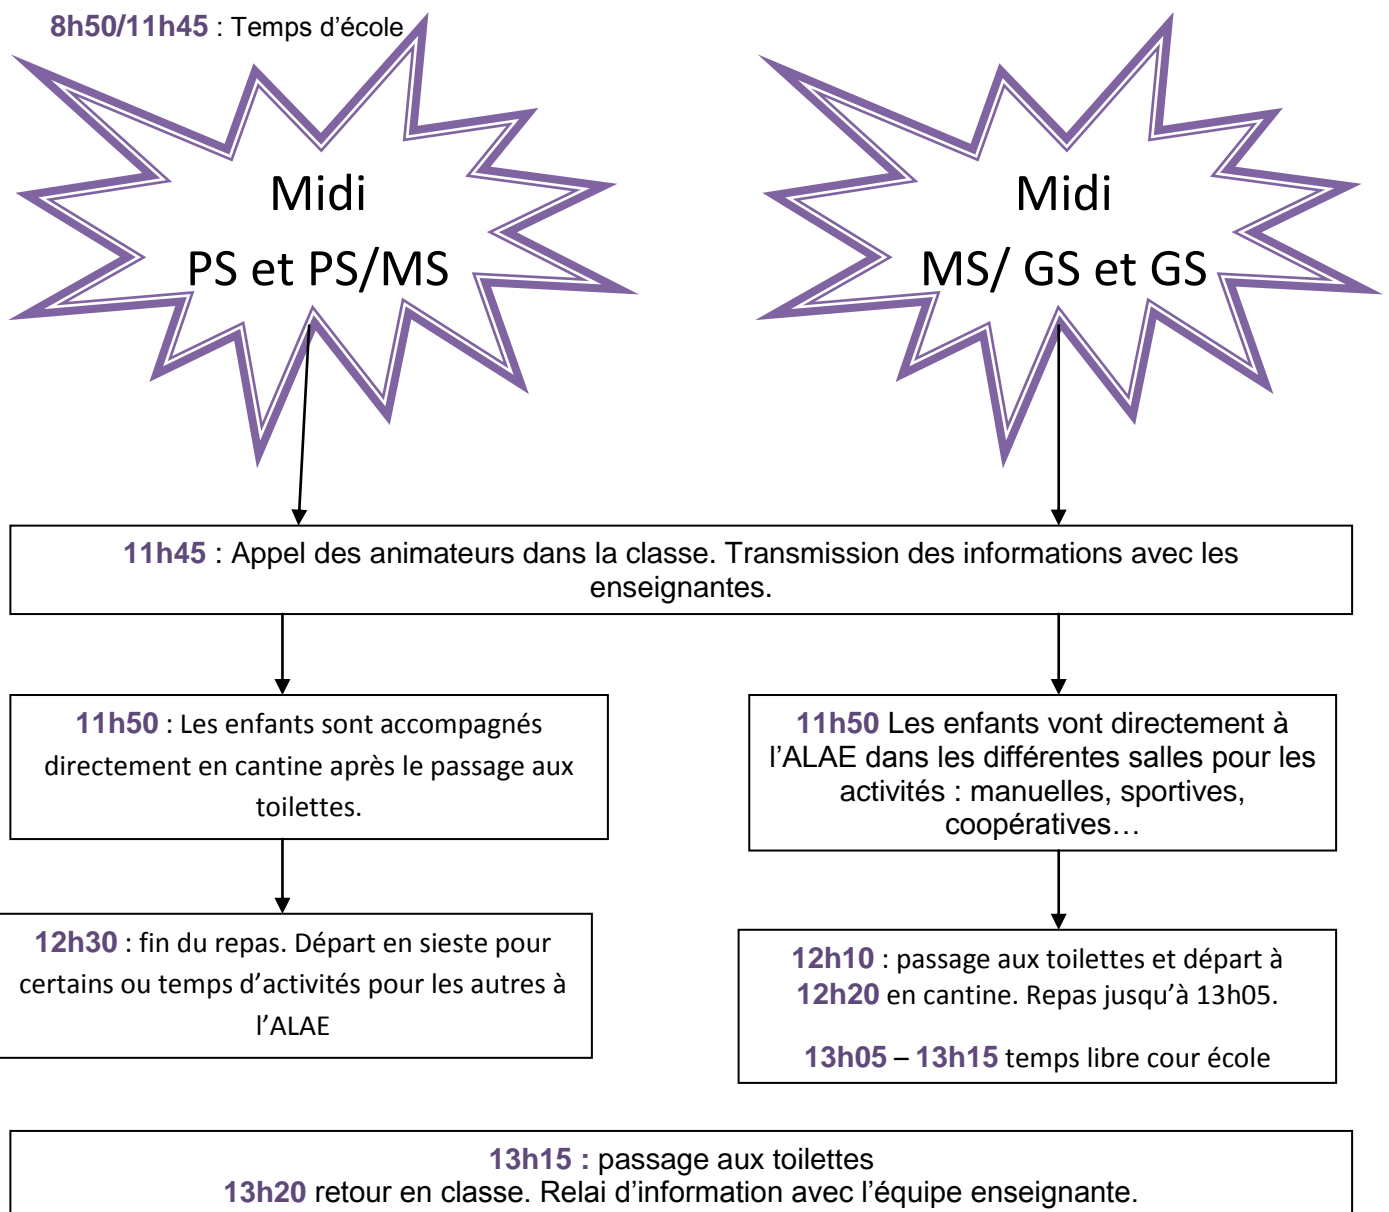 8h50/11h45 : Temps d’école
Midi
PS et PS/MS
Midi
MS/ GS et GS
11h45 : Appel des animateurs dans la classe. Transmission des informations avec les
enseignantes.
11h50 : Les enfants sont accompagnés
directement en cantine après le passage aux
toilettes.
11h50 Les enfants vont directement à
l’ALAE dans les différentes salles pour les
activités : manuelles, sportives,
coopératives…
12h30 : fin du repas. Départ en sieste pour
certains ou temps d’activités pour les autres à
l’ALAE
12h10 : passage aux toilettes et départ à
12h20 en cantine. Repas jusqu’à 13h05.
13h05 – 13h15 temps libre cour école
13h15 : passage aux toilettes
13h20 retour en classe. Relai d’information avec l’équipe enseignante.